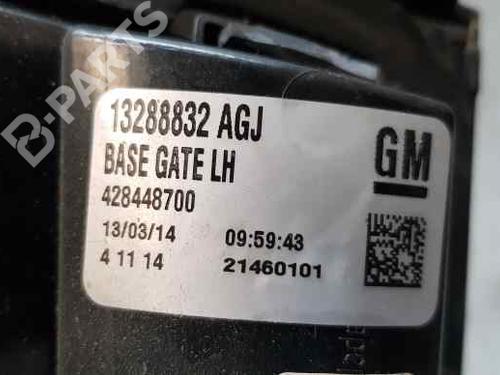 13288832 AGJ
BASE GATE LH
GM
428448700
13/03/14 09:59:43
4 11 14 21460101
B-PARTS